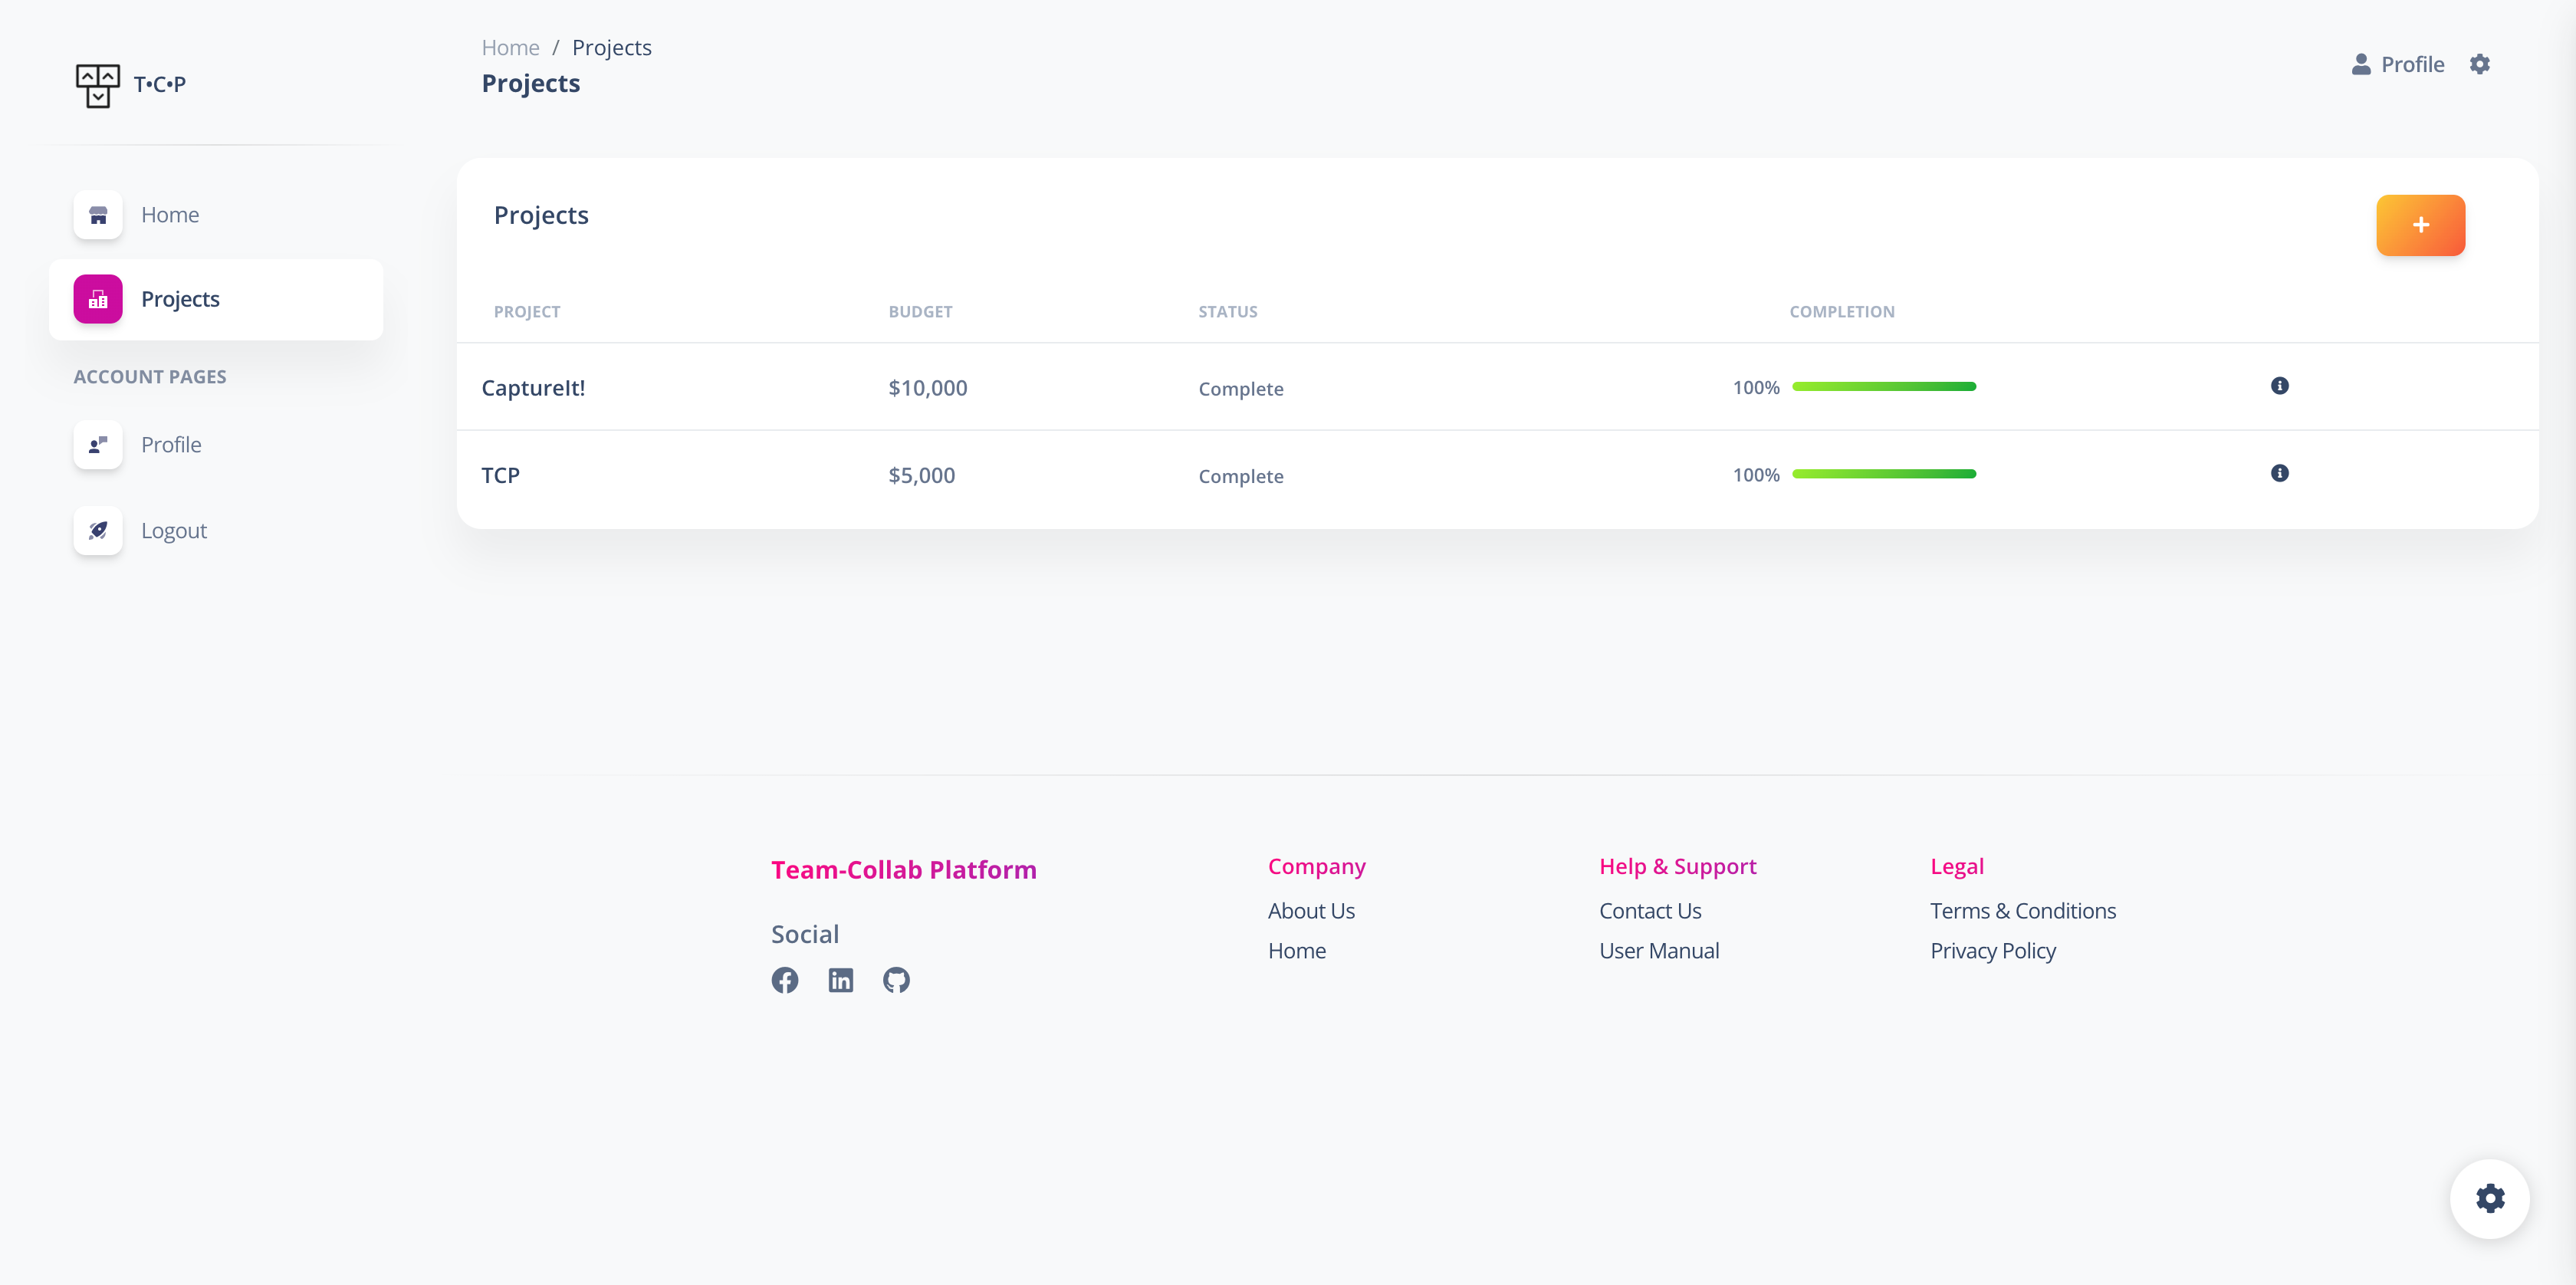 T•C•P
Home
Projects
ACCOUNT PAGES
Profile
Logout
Home / Projects
Projects
Profile
Projects
+
PROJECT BUDGET STATUS COMPLETION
CaptureIt! $10,000 Complete 100%
TCP $5,000 Complete 100%
Team-Collab Platform
Social
Company
About Us
Home
Help & Support
Contact Us
User Manual
Legal
Terms & Conditions
Privacy Policy